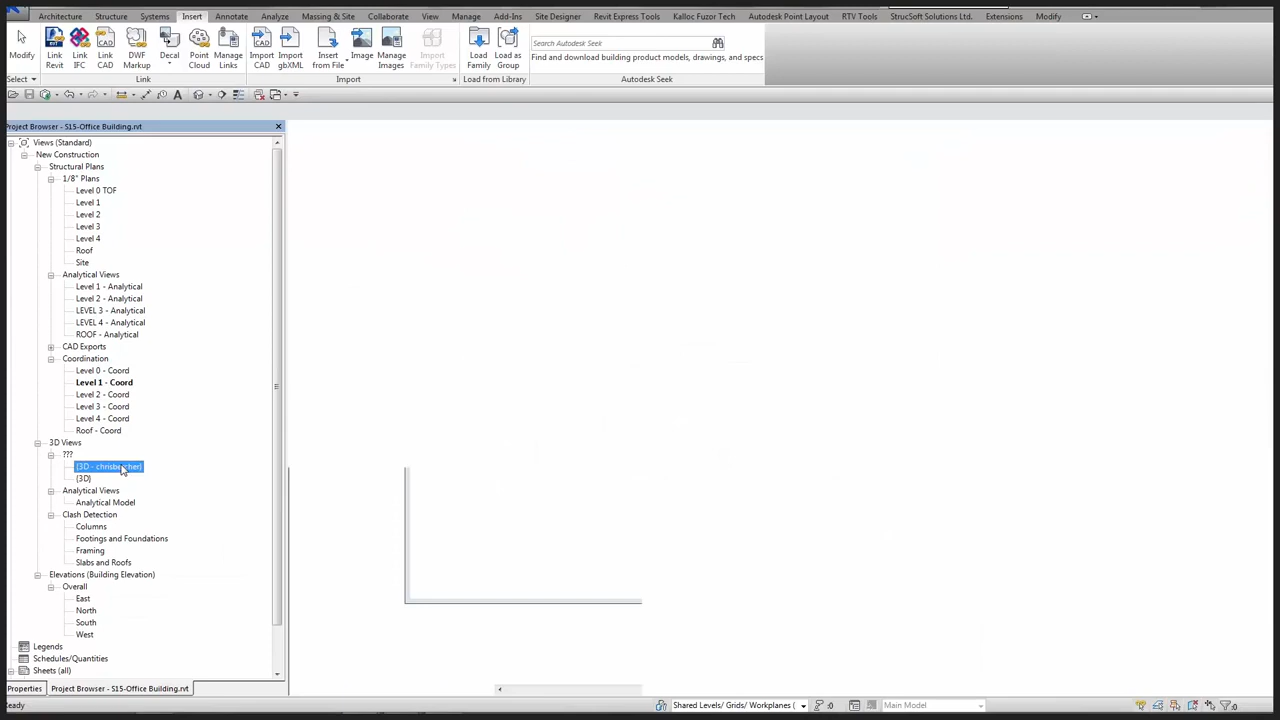 Architecture Structure Systems Insert Annotate Analyze Massing & Site Collaborate View Manage Add-Ins Site Designer Revit Express Tools Kalloc Fuzor Tech Autodesk Point Layout RTV Tools StrucSoft Solutions Ltd. Extensions Modify
Modify Link Revit Link IFC Link CAD DWF Markup Decal Point Cloud Manage Links Import CAD Import gbXML Insert from File Image Manage Images Import Family Types Load Family Load as Group
Search Autodesk Seek
Find and download building product models, drawings, and specs
Select Link Import Load from Library Autodesk Seek
Project Browser - S15-Office Building.rvt
Views (Standard)
New Construction
Structural Plans
1/8" Plans
Level 0 TOF
Level 1
Level 2
Level 3
Level 4
Roof
Site
Analytical Views
Level 1 - Analytical
Level 2 - Analytical
LEVEL 3 - Analytical
LEVEL 4 - Analytical
ROOF - Analytical
CAD Exports
Coordination
Level 0 - Coord
Level 1 - Coord
Level 2 - Coord
Level 3 - Coord
Level 4 - Coord
Roof - Coord
3D Views
???
{3D}
Analytical Views
Analytical Model
Clash Detection
Columns
Footings and Foundations
Framing
Slabs and Roofs
Elevations (Building Elevation)
Overall
East
North
South
West
Legends
Schedules/Quantities
Sheets (all)
Properties Project Browser - S15-Office Building.rvt
Ready Shared Levels/ Grids/ Workplanes ( :0 Main Model :0